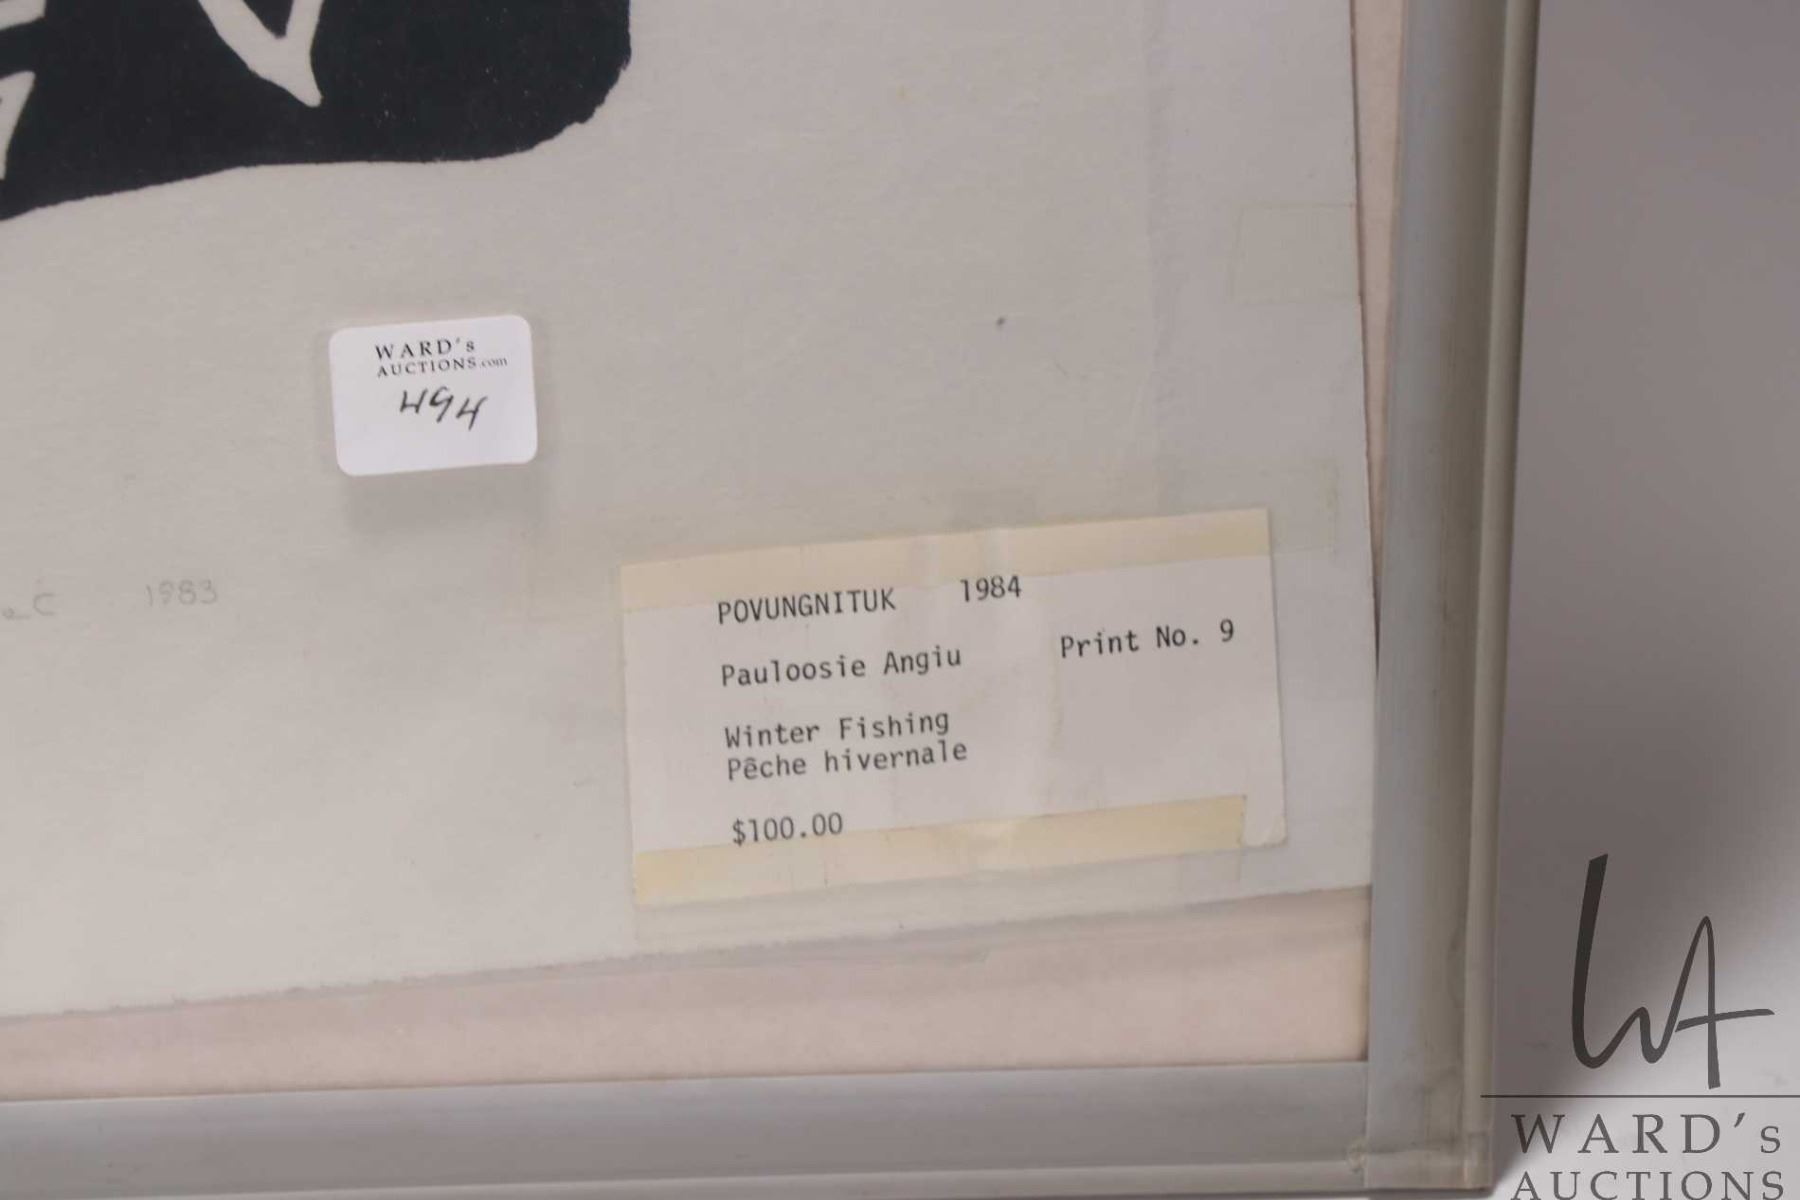 WARD's
AUCTIONS.com
494
c 1983
POVUNGNITUK 1984
Pauloosie Angiu Print No. 9
Winter Fishing
Pêche hivernale
$100.00
WA
WARD's
AUCTIONS